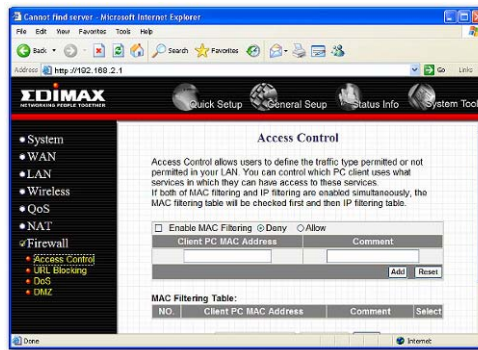 Cannot find server - Microsoft Internet Explorer
File Edit View Favorites Tools Help
Back Search Favorites
Address http://192.168.2.1 Go Links
EDIMAX
NETWORKING PEOPLE TOGETHER
Quick Setup General Seup Status Info System Tool
System
WAN
LAN
Wireless
QoS
NAT
Firewall
Access Control
URL Blocking
DoS
DMZ
Access Control
Access Control allows users to define the traffic type permitted or not
permitted in your LAN. You can control which PC client uses what
services in which they can have access to these services.
If both of MAC filtering and IP filtering are enabled simultaneously, the
MAC filtering table will be checked first and then IP filtering table.
Enable MAC Filtering Deny Allow
Client PC MAC Address Comment
Add Reset
MAC Filtering Table:
NO. Client PC MAC Address Comment Select
Done Internet